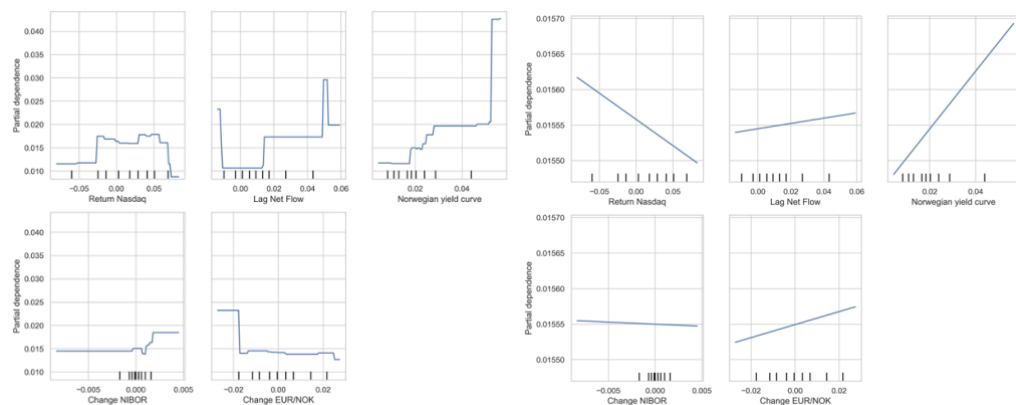 0.040
0.035
0.030
0.025
0.020
0.015
0.010
Partial dependence
−0.05 0.00 0.05
Return Nasdaq
0.00 0.02 0.04 0.06
Lag Net Flow
0.02 0.04
Norwegian yield curve
0.040
0.035
0.030
0.025
0.020
0.015
0.010
Partial dependence
−0.005 0.000 0.005
Change NIBOR
−0.02 0.00 0.02
Change EUR/NOK
0.01570
0.01565
0.01560
0.01555
0.01550
Partial dependence
−0.05 0.00 0.05
Return Nasdaq
0.00 0.02 0.04 0.06
Lag Net Flow
0.02 0.04
Norwegian yield curve
0.01570
0.01565
0.01560
0.01555
0.01550
Partial dependence
−0.005 0.000 0.005
Change NIBOR
−0.02 0.00 0.02
Change EUR/NOK